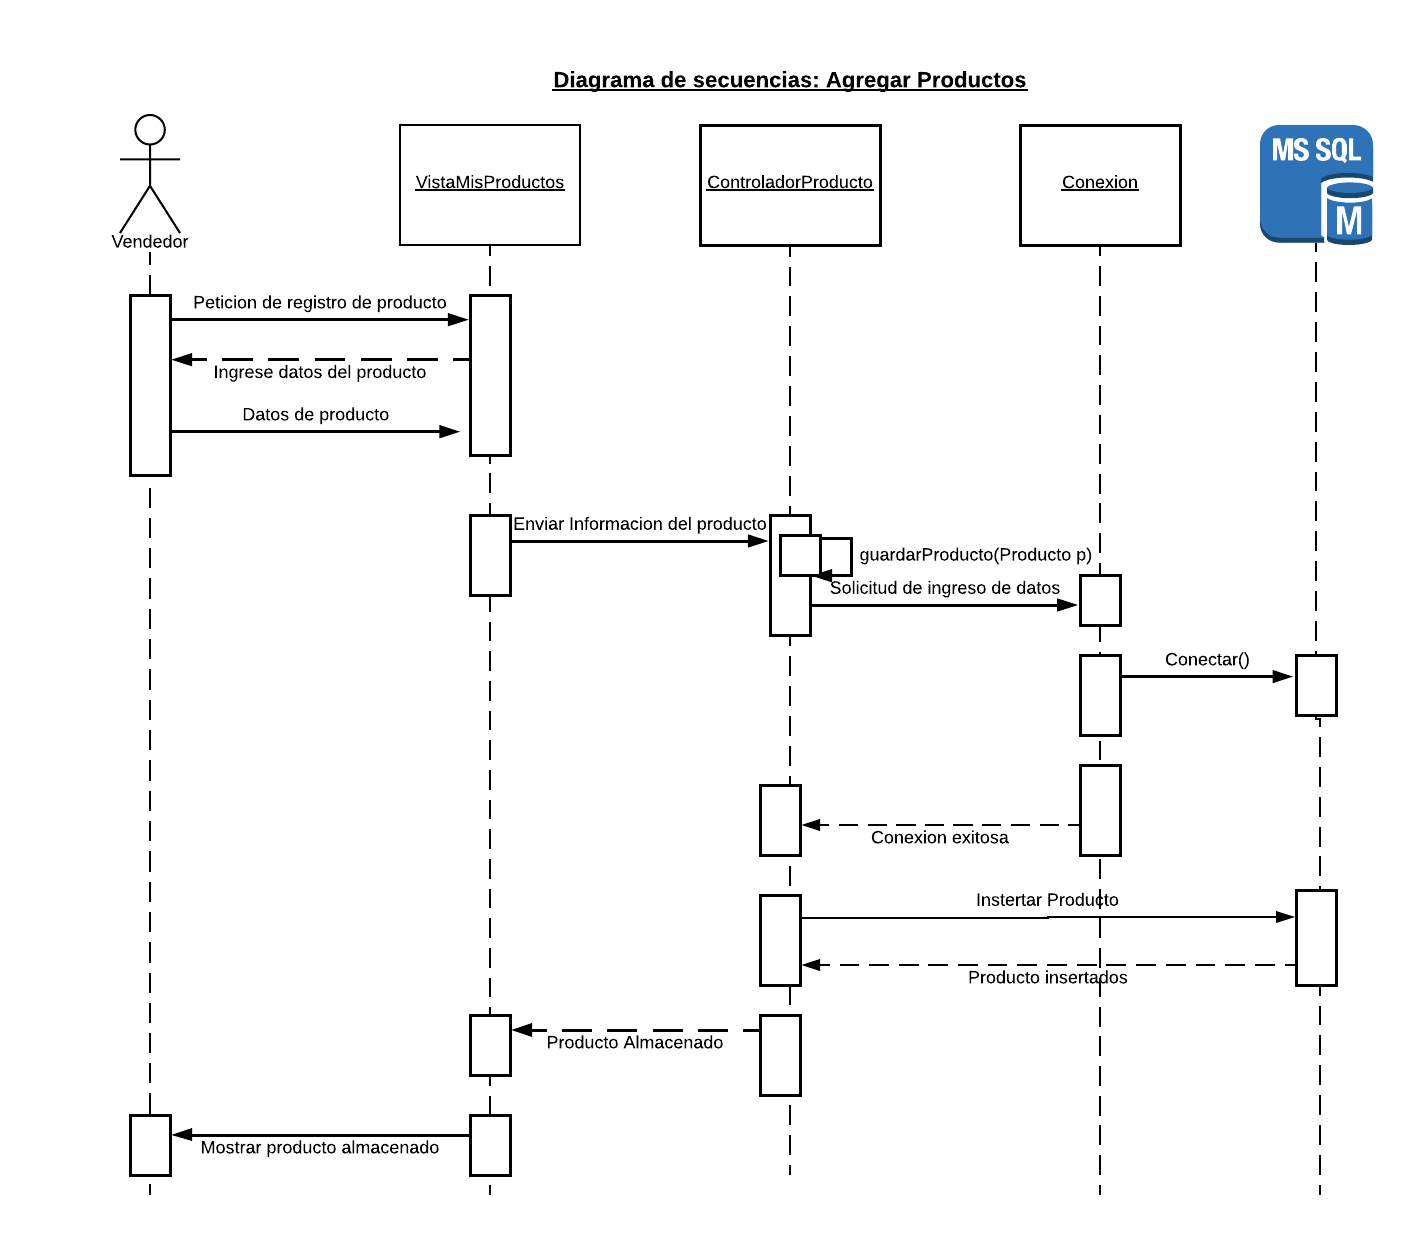 Diagrama de secuencias: Agregar Productos
MS SQL
M
VistaMisProductos
ControladorProducto
Conexion
Vendedor
Peticion de registro de producto
Ingrese datos del producto
Datos de producto
Enviar Informacion del producto
guardarProducto(Producto p)
Solicitud de ingreso de datos
Conectar()
Conexion exitosa
Instertar Producto
Producto insertados
Producto Almacenado
Mostrar producto almacenado